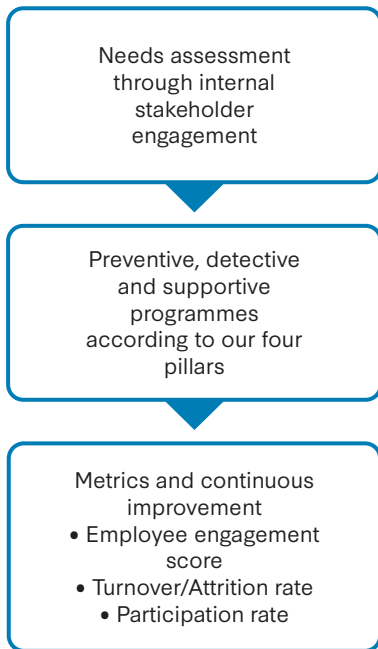 Needs assessment
through internal
stakeholder
engagement
Preventive, detective
and supportive
programmes
according to our four
pillars
Metrics and continuous
improvement
• Employee engagement
score
• Turnover/Attrition rate
• Participation rate